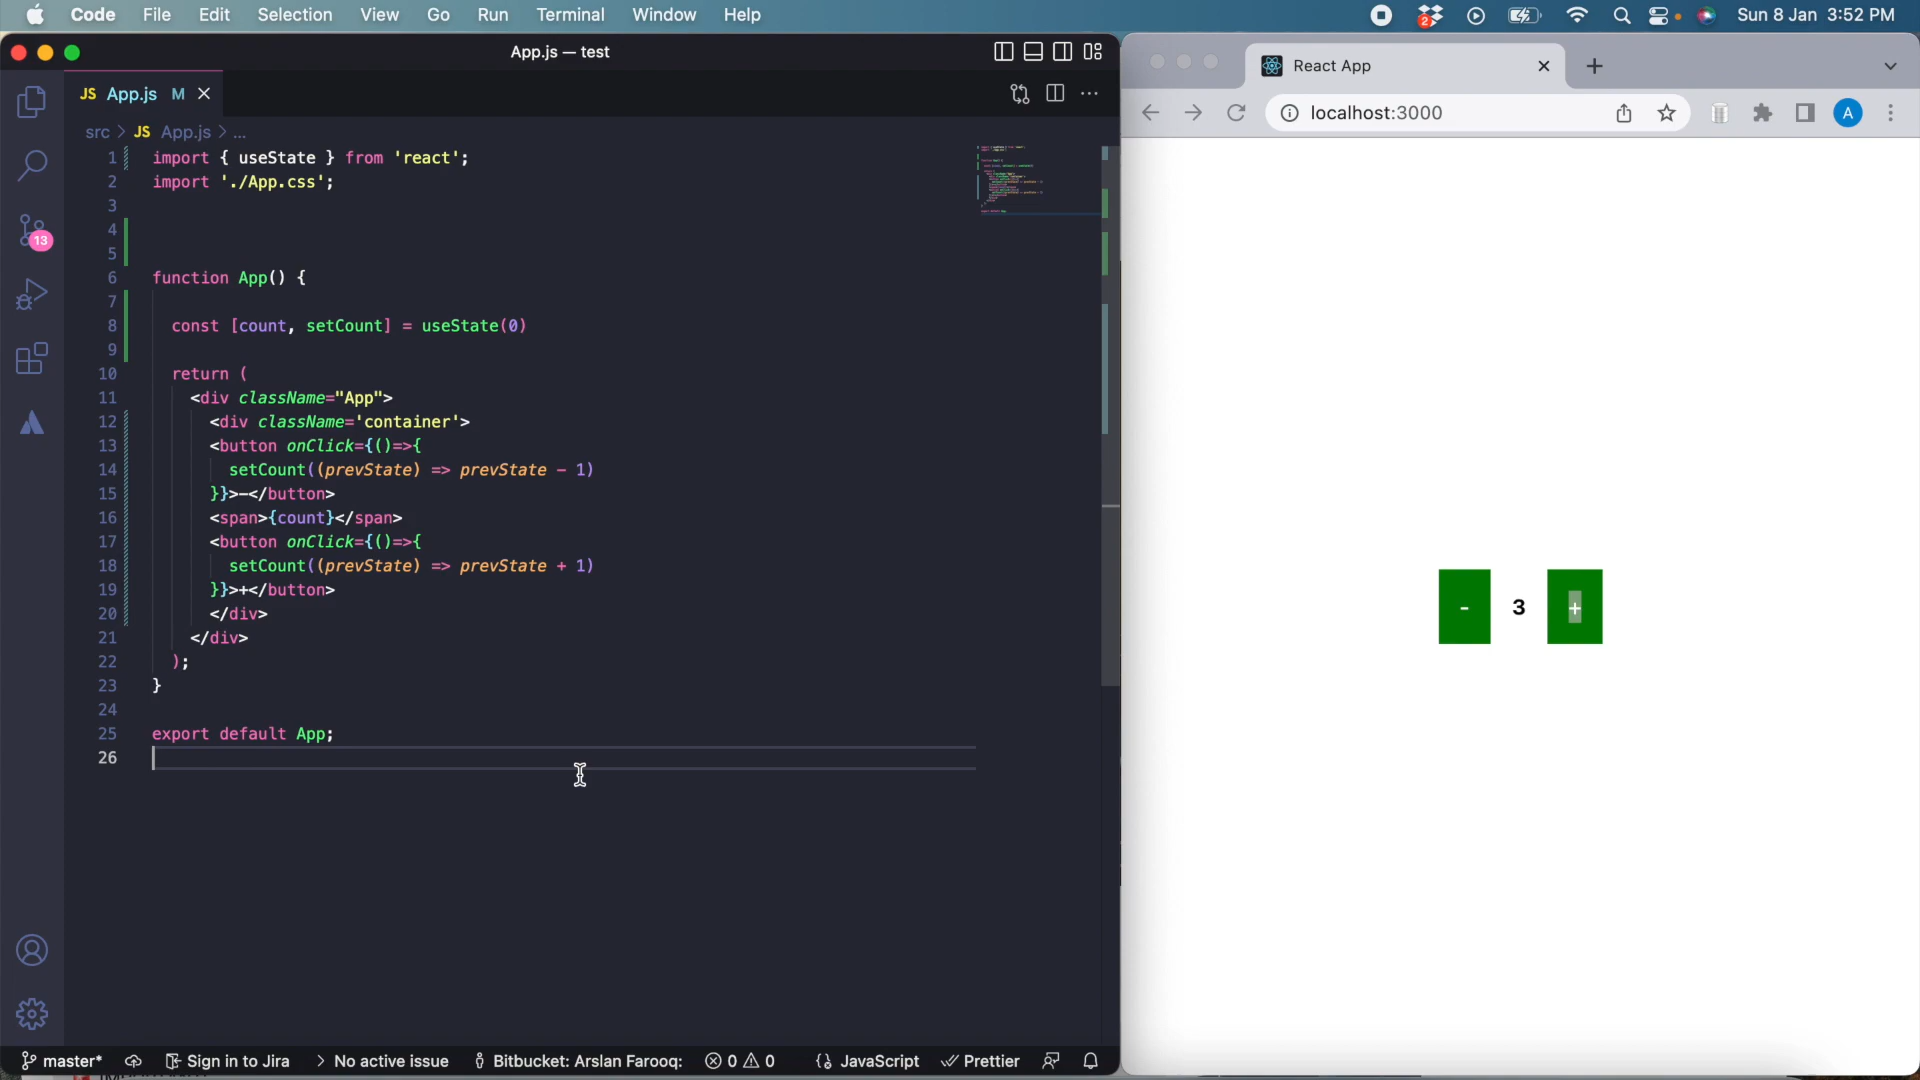 Code File Edit Selection View Go Run Terminal Window Help 2 Sun 8 Jan 3:52 PM
App.js — test
JS App.js M
src > JS App.js > ...
1 import { useState } from 'react';
2 import './App.css';
3
4
5
6 function App() {
7
8 const [count, setCount] = useState(0)
9
10 return (
11 <div className="App">
12 <div className='container'>
13 <button onClick={()=>{
14 setCount((prevState) => prevState - 1)
15 }}>-</button>
16 <span>{count}</span>
17 <button onClick={()=>{
18 setCount((prevState) => prevState + 1)
19 }}>+</button>
20 </div>
21 </div>
22 );
23 }
24
25 export default App;
26
13
master* Sign in to Jira No active issue Bitbucket: Arslan Farooq: 0 0 JavaScript Prettier
React App
localhost:3000 A
- 3 +